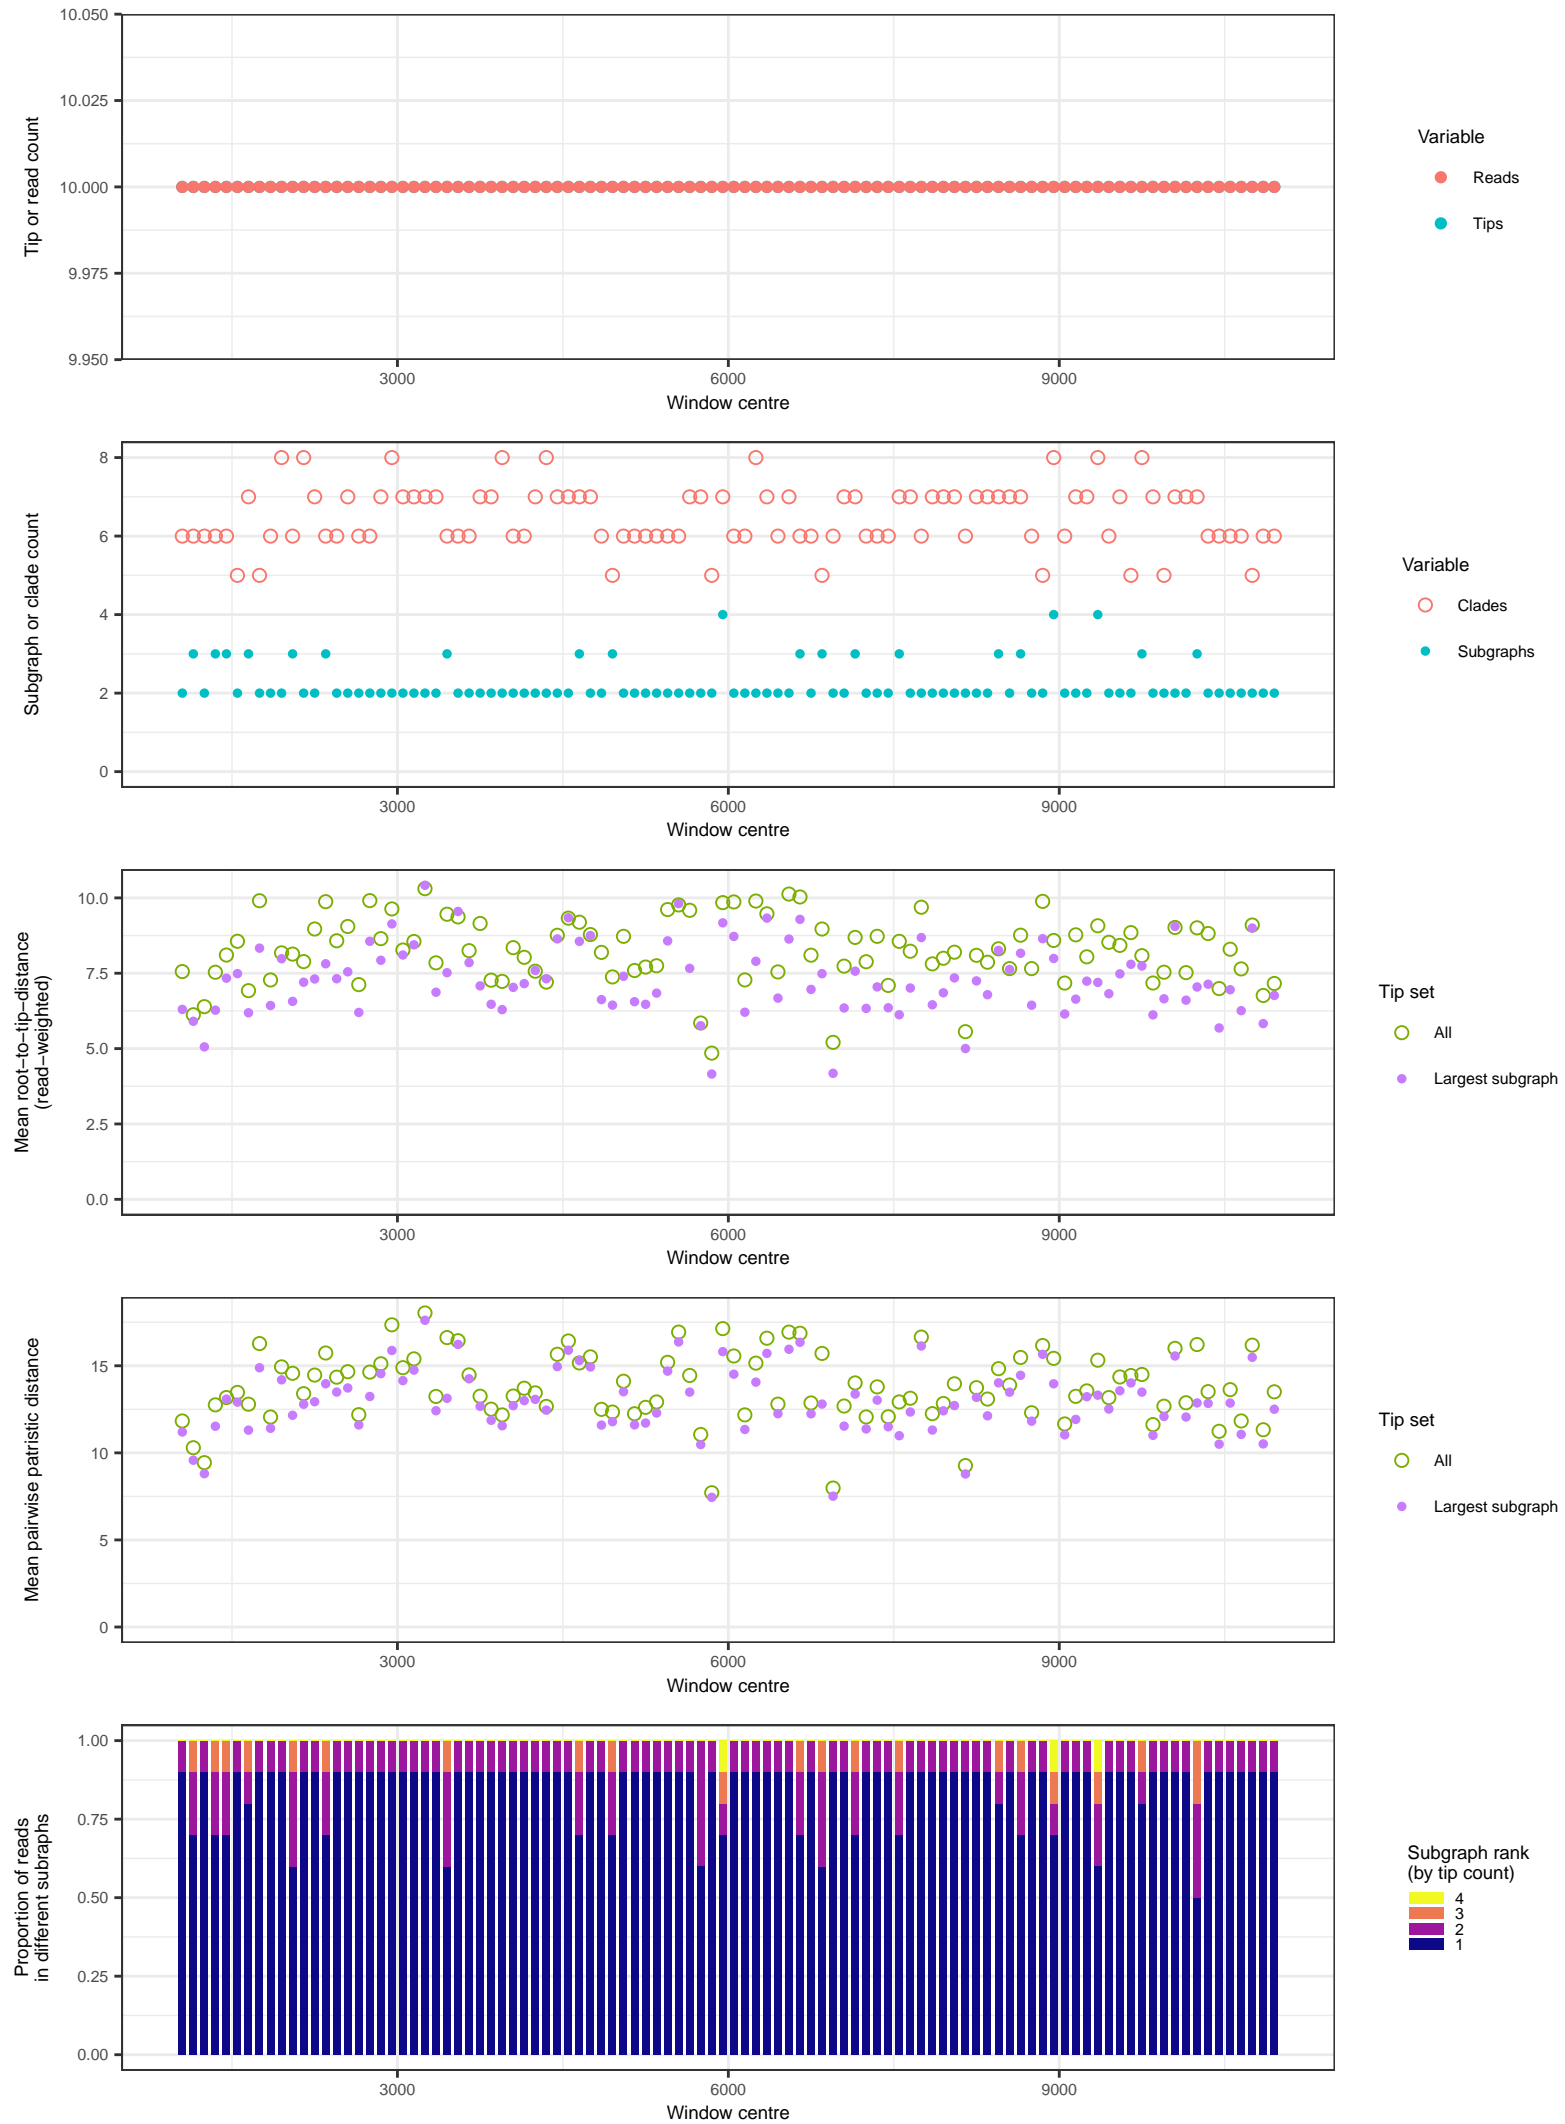 10.050
10.025
10.000
9.975
9.950
Tip or read count
3000
6000
9000
Window centre
Variable
Reads
Tips
8
6
4
2
0
Subgraph or clade count
3000
6000
9000
Window centre
Variable
Clades
Subgraphs
10.0
7.5
5.0
2.5
0.0
Mean root−to−tip−distance
(read−weighted)
3000
6000
9000
Window centre
Tip set
All
Largest subgraph
15
10
5
0
Mean pairwise patristic distance
3000
6000
9000
Window centre
Tip set
All
Largest subgraph
1.00
0.75
0.50
0.25
0.00
Proportion of reads
in different subraphs
3000
6000
9000
Window centre
Subgraph rank
(by tip count)
4
3
2
1